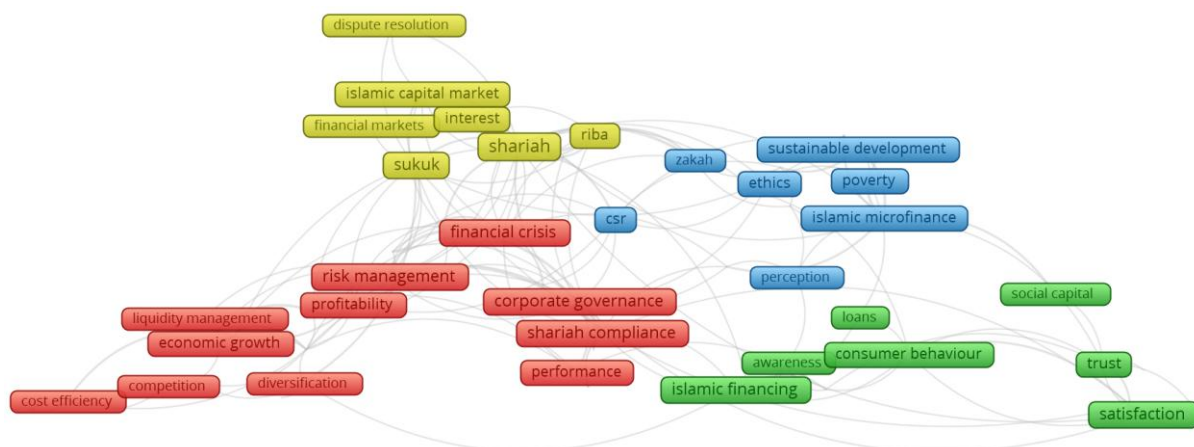 dispute resolution
islamic capital market
financial markets
interest
shariah
riba
sukuk
zakah
sustainable development
ethics
poverty
csr
islamic microfinance
financial crisis
risk management
perception
profitability
corporate governance
social capital
liquidity management
shariah compliance
loans
economic growth
awareness
consumer behaviour
trust
performance
cost efficiency
competition
diversification
islamic financing
satisfaction